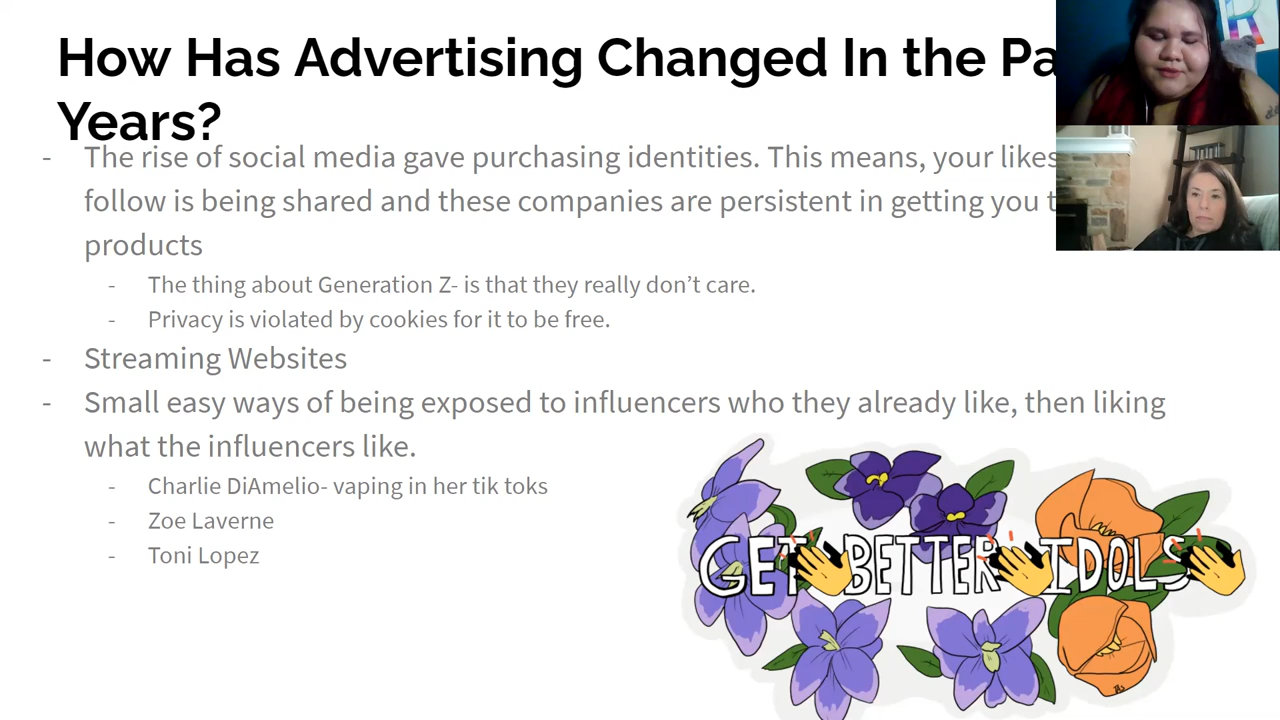 How Has Advertising Changed In the Pa
Years?
- The rise of social media gave purchasing identities. This means, your likes
follow is being shared and these companies are persistent in getting you t
products
- The thing about Generation Z- is that they really don’t care.
- Privacy is violated by cookies for it to be free.
- Streaming Websites
- Small easy ways of being exposed to influencers who they already like, then liking
what the influencers like.
- Charlie DiAmelio- vaping in her tik toks
- Zoe Laverne
- Toni Lopez
GET BETTER IDOLS